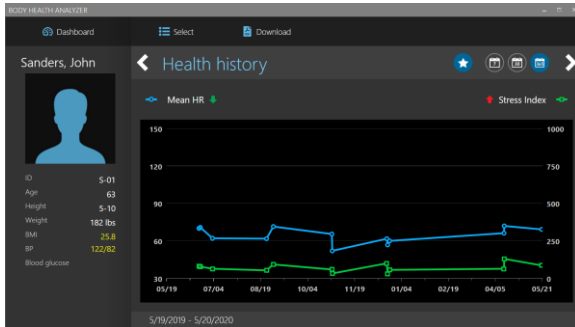 BODY HEALTH ANALYZER
Dashboard
Select
Download
Sanders, John
ID S-01
Age 63
Height 5-10
Weight 182 lbs
BMI 25.8
BP 122/82
Blood glucose
Health history
Mean HR
Stress Index
150 1000
120 750
90 500
60 250
30 0
05/19 07/04 08/19 10/04 11/19 01/04 02/19 04/05 05/21
5/19/2019 - 5/20/2020